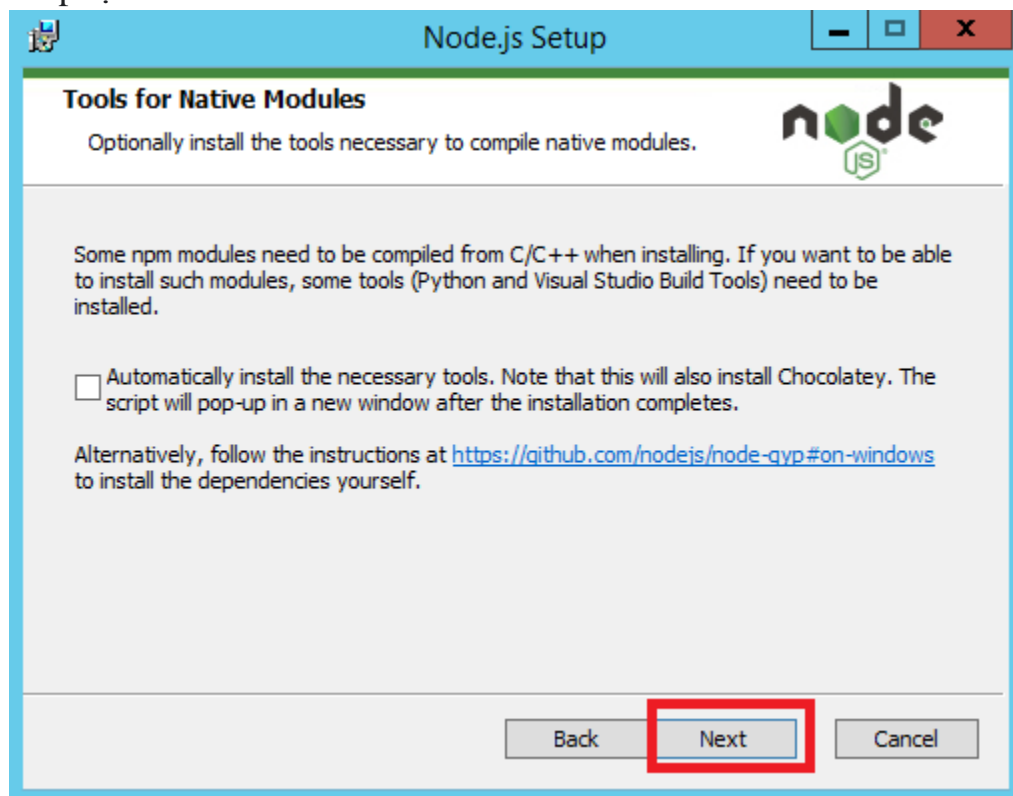 Node.js Setup
Tools for Native Modules
Optionally install the tools necessary to compile native modules.
node
JS
Some npm modules need to be compiled from C/C++ when installing. If you want to be able
to install such modules, some tools (Python and Visual Studio Build Tools) need to be
installed.
Automatically install the necessary tools. Note that this will also install Chocolatey. The
script will pop-up in a new window after the installation completes.
Alternatively, follow the instructions at https://github.com/nodejs/node-gyp#on-windows
to install the dependencies yourself.
Back Next Cancel